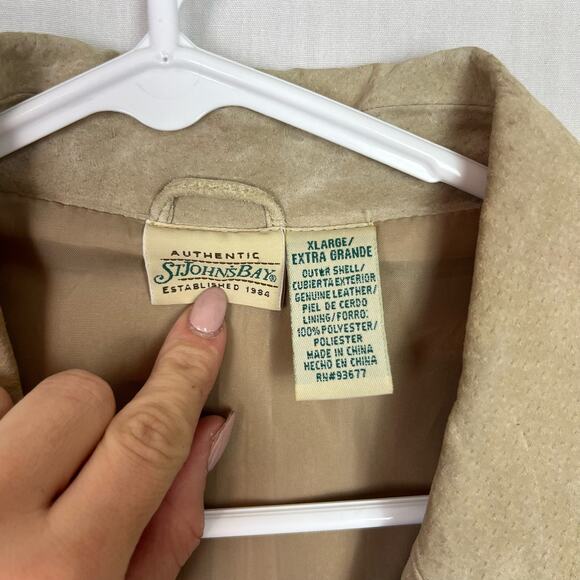 AUTHENTIC
ST. JOHN'S BAY®
ESTABLISHED 1984
XLARGE/
EXTRA GRANDE
OUTER SHELL/
CUBIERTA EXTERIOR
GENUINE LEATHER/
PIEL DE CERDO
LINING/FORRO:
100% POLYESTER/
POLIESTER
MADE IN CHINA
HECHO EN CHINA
RN#93677